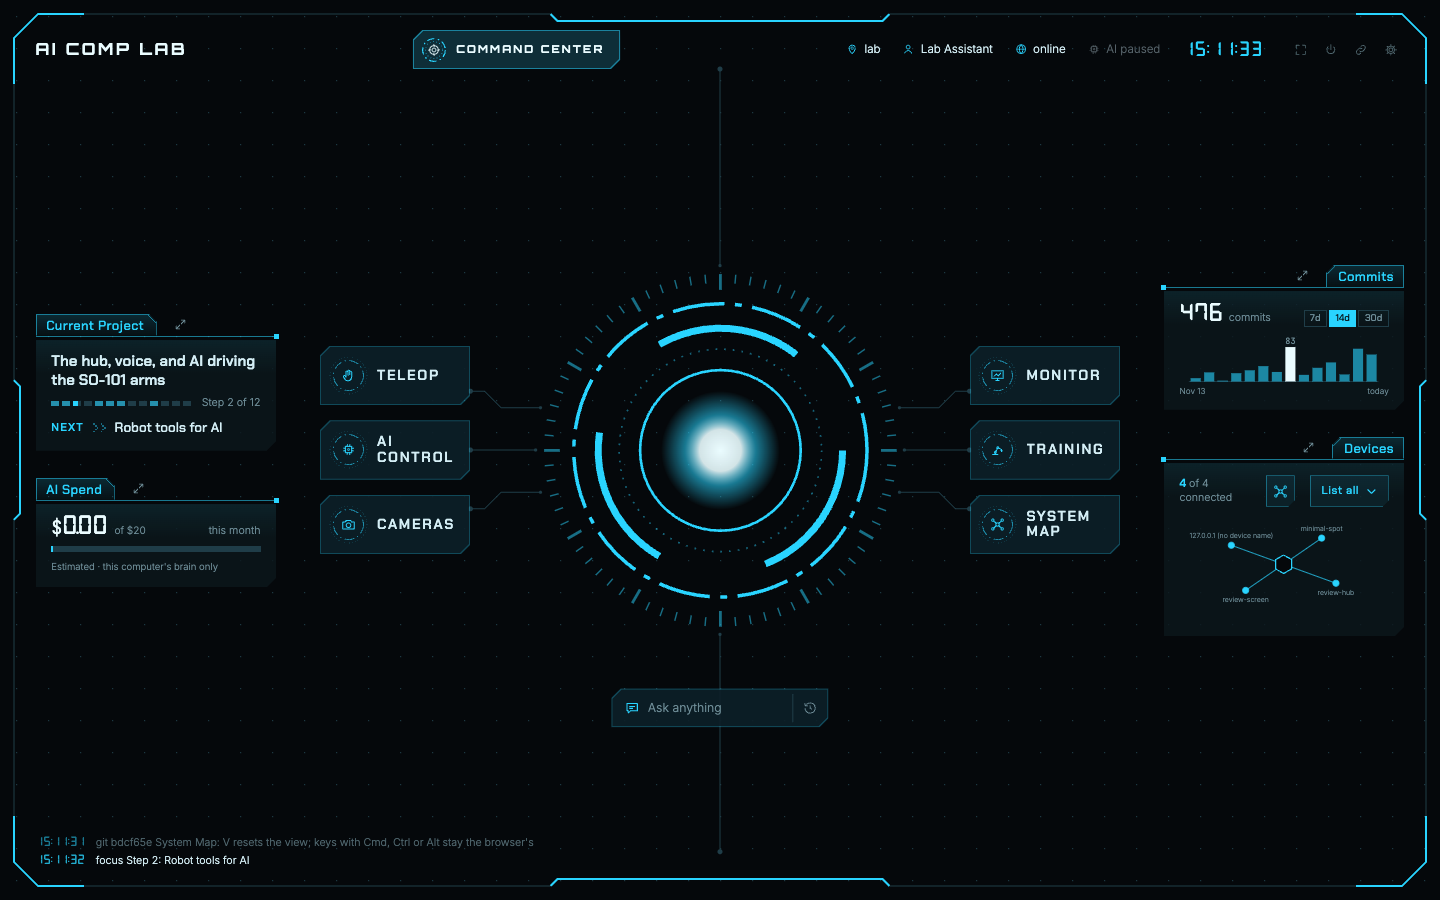 AI COMP LAB
COMMAND CENTER
lab
Lab Assistant
online
AI paused
15:11:33
Current Project
The hub, voice, and AI driving
the SO-101 arms
Step 2 of 12
NEXT
Robot tools for AI
AI Spend
$0.00 of $20
this month
Estimated · this computer's brain only
TELEOP
AI
CONTROL
CAMERAS
MONITOR
TRAINING
SYSTEM
MAP
Commits
476 commits
7d
14d
30d
83
Nov 13
today
Devices
4 of 4
connected
List all
minimal-spot
127.0.0.1 (no device name)
review-screen
review-hub
Ask anything
15:11:31 git bdcf65e System Map: V resets the view; keys with Cmd, Ctrl or Alt stay the browser's
15:11:32 focus Step 2: Robot tools for AI